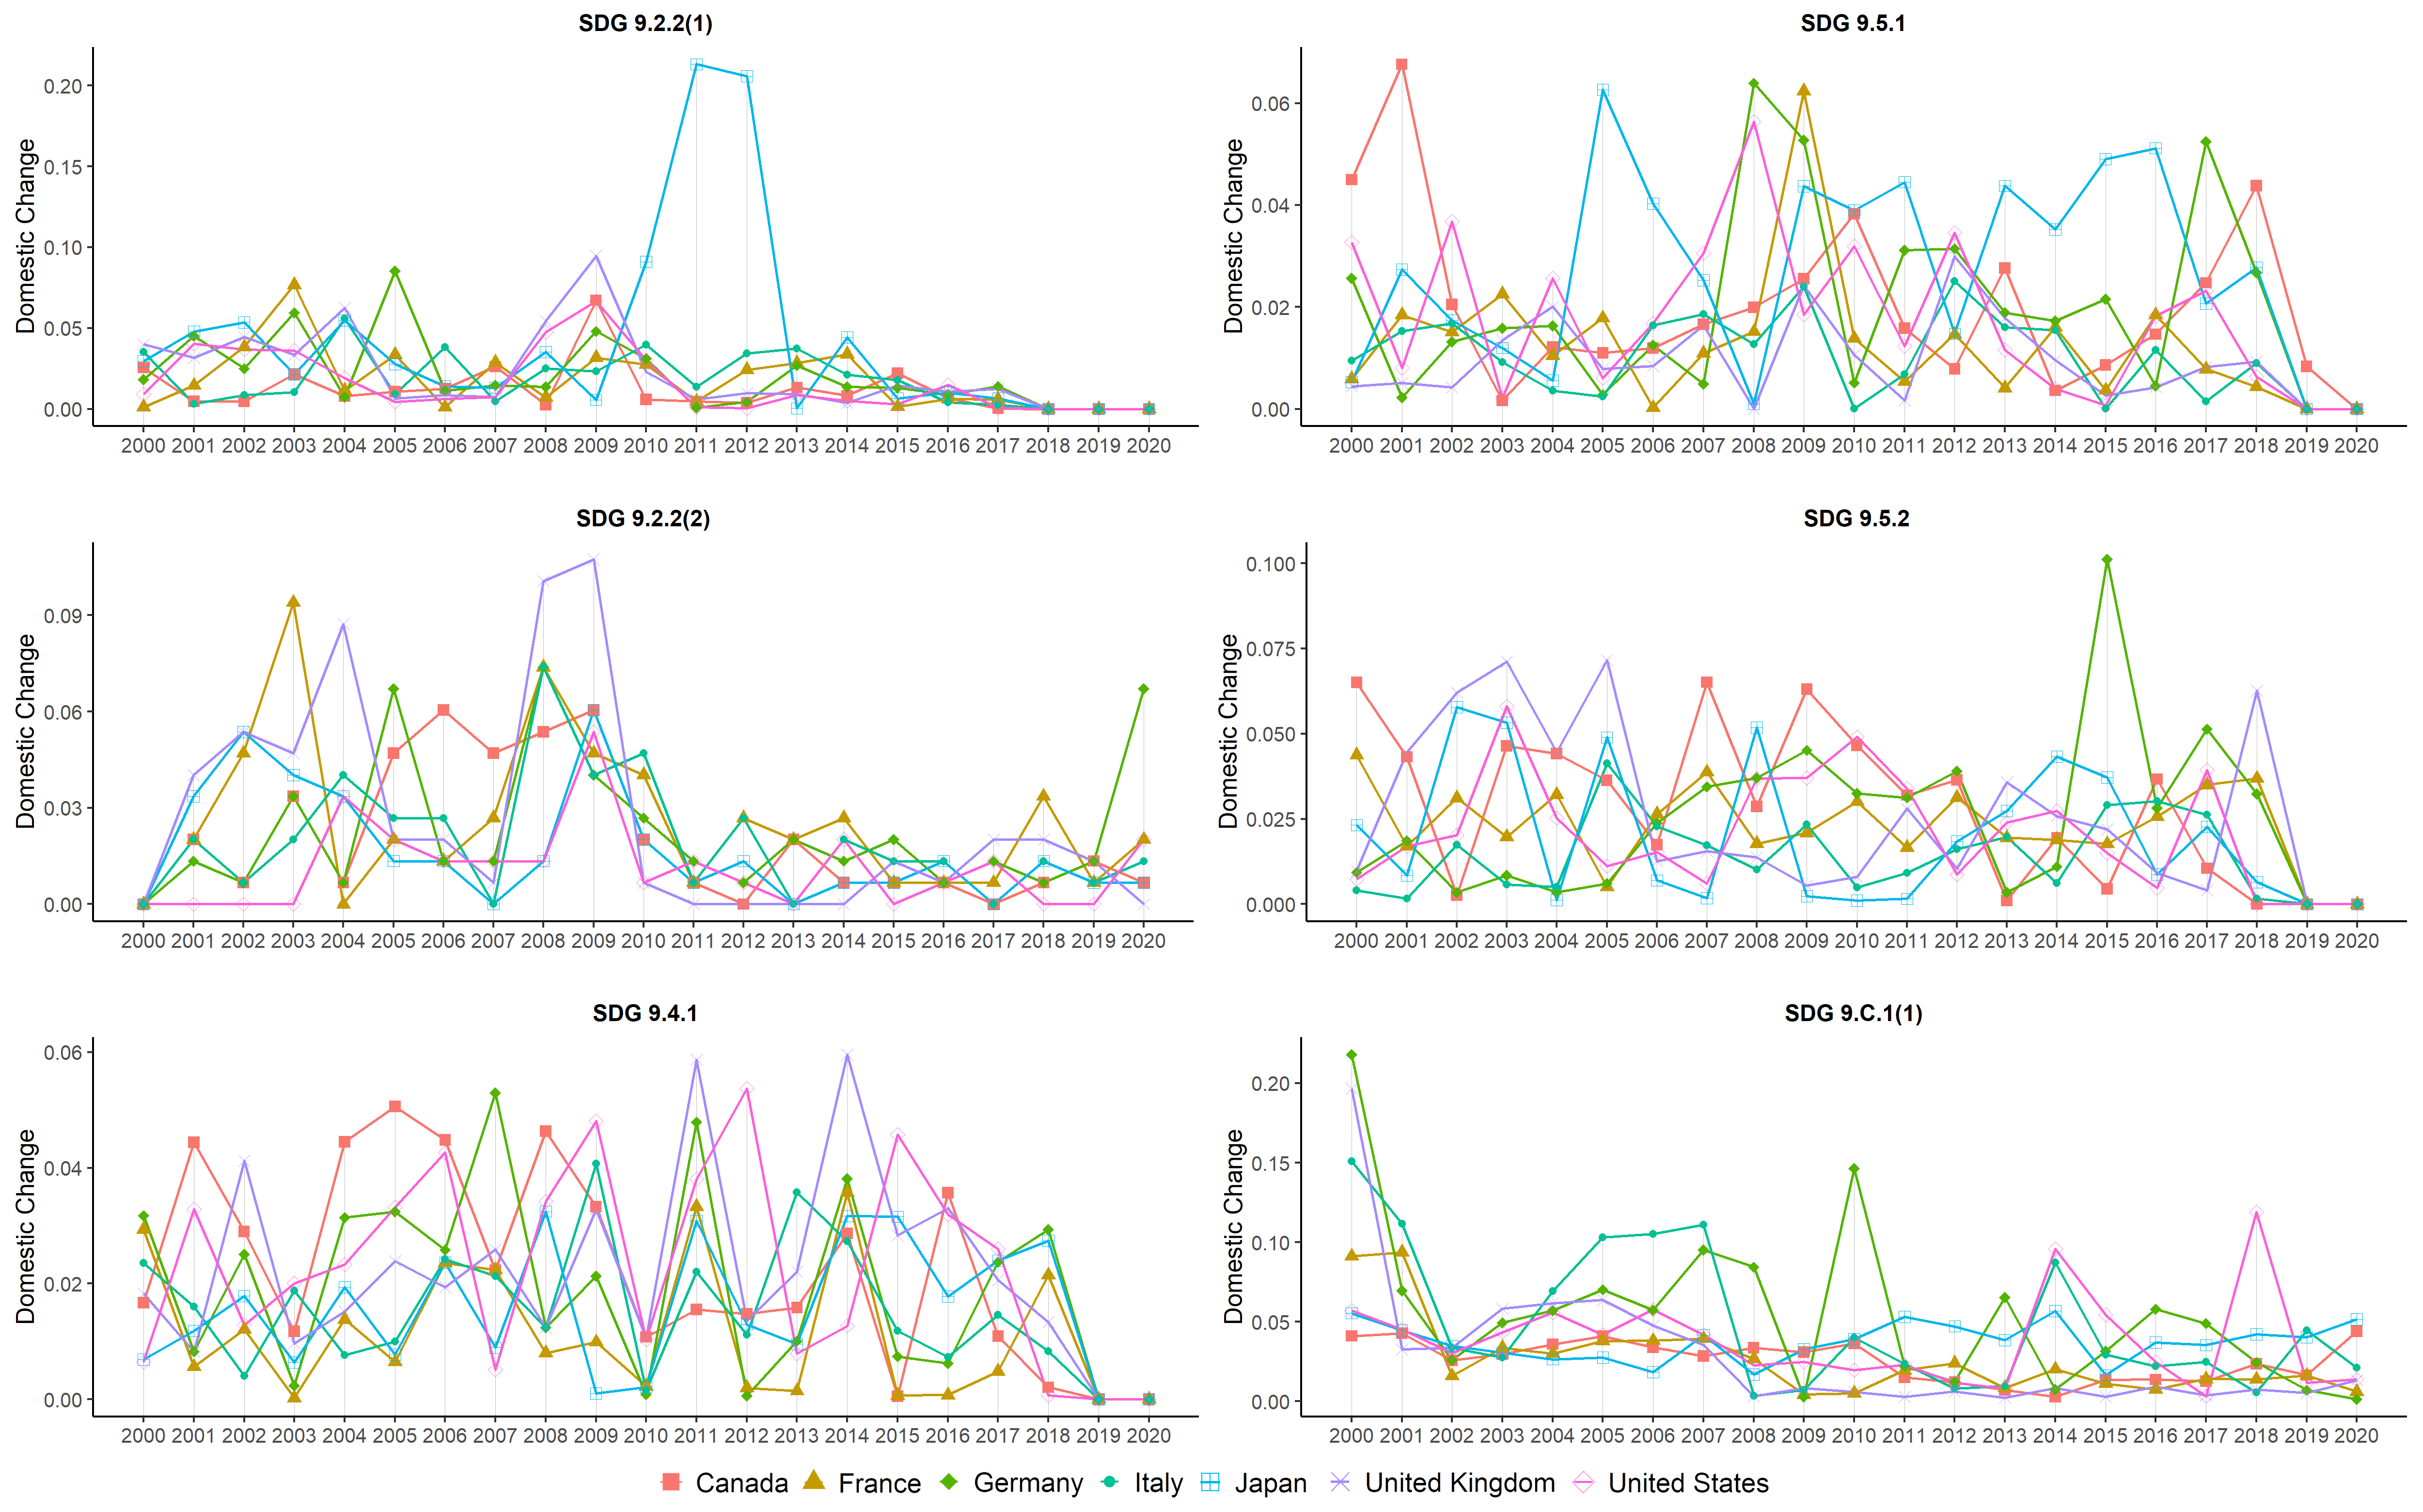 SDG 9.2.2(1)
Domestic Change
0.20
0.15
0.10
0.05
0.00
2000 2001 2002 2003 2004 2005 2006 2007 2008 2009 2010 2011 2012 2013 2014 2015 2016 2017 2018 2019 2020
SDG 9.5.1
Domestic Change
0.06
0.04
0.02
0.00
2000 2001 2002 2003 2004 2005 2006 2007 2008 2009 2010 2011 2012 2013 2014 2015 2016 2017 2018 2019 2020
SDG 9.2.2(2)
Domestic Change
0.09
0.06
0.03
0.00
2000 2001 2002 2003 2004 2005 2006 2007 2008 2009 2010 2011 2012 2013 2014 2015 2016 2017 2018 2019 2020
SDG 9.5.2
Domestic Change
0.100
0.075
0.050
0.025
0.000
2000 2001 2002 2003 2004 2005 2006 2007 2008 2009 2010 2011 2012 2013 2014 2015 2016 2017 2018 2019 2020
SDG 9.4.1
Domestic Change
0.06
0.04
0.02
0.00
2000 2001 2002 2003 2004 2005 2006 2007 2008 2009 2010 2011 2012 2013 2014 2015 2016 2017 2018 2019 2020
SDG 9.C.1(1)
Domestic Change
0.20
0.15
0.10
0.05
0.00
2000 2001 2002 2003 2004 2005 2006 2007 2008 2009 2010 2011 2012 2013 2014 2015 2016 2017 2018 2019 2020
Canada France Germany Italy Japan United Kingdom United States